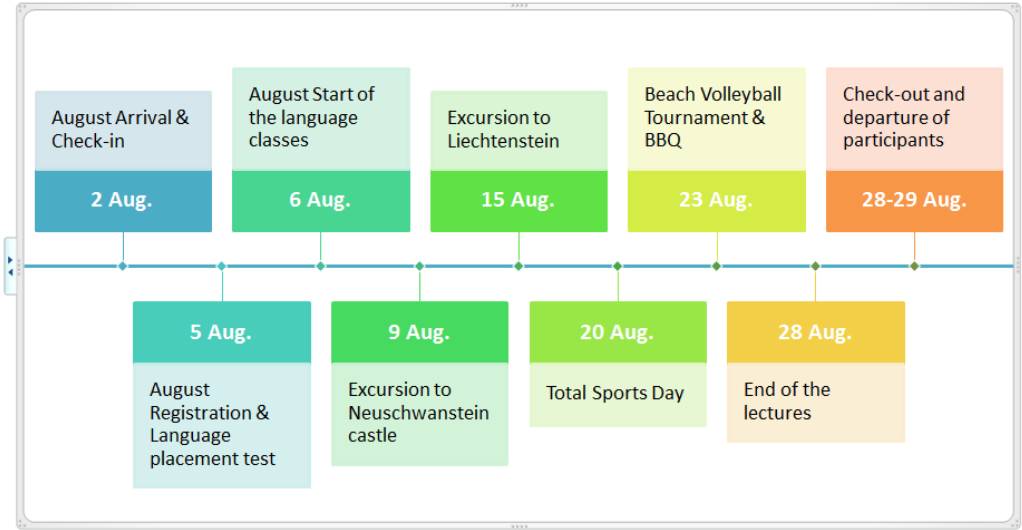 August Arrival &
Check-in
2 Aug.
August Start of
the language
classes
6 Aug.
Excursion to
Liechtenstein
15 Aug.
Beach Volleyball
Tournament &
BBQ
23 Aug.
Check-out and
departure of
participants
28-29 Aug.
5 Aug.
August
Registration &
Language
placement test
9 Aug.
Excursion to
Neuschwanstein
castle
20 Aug.
Total Sports Day
28 Aug.
End of the
lectures